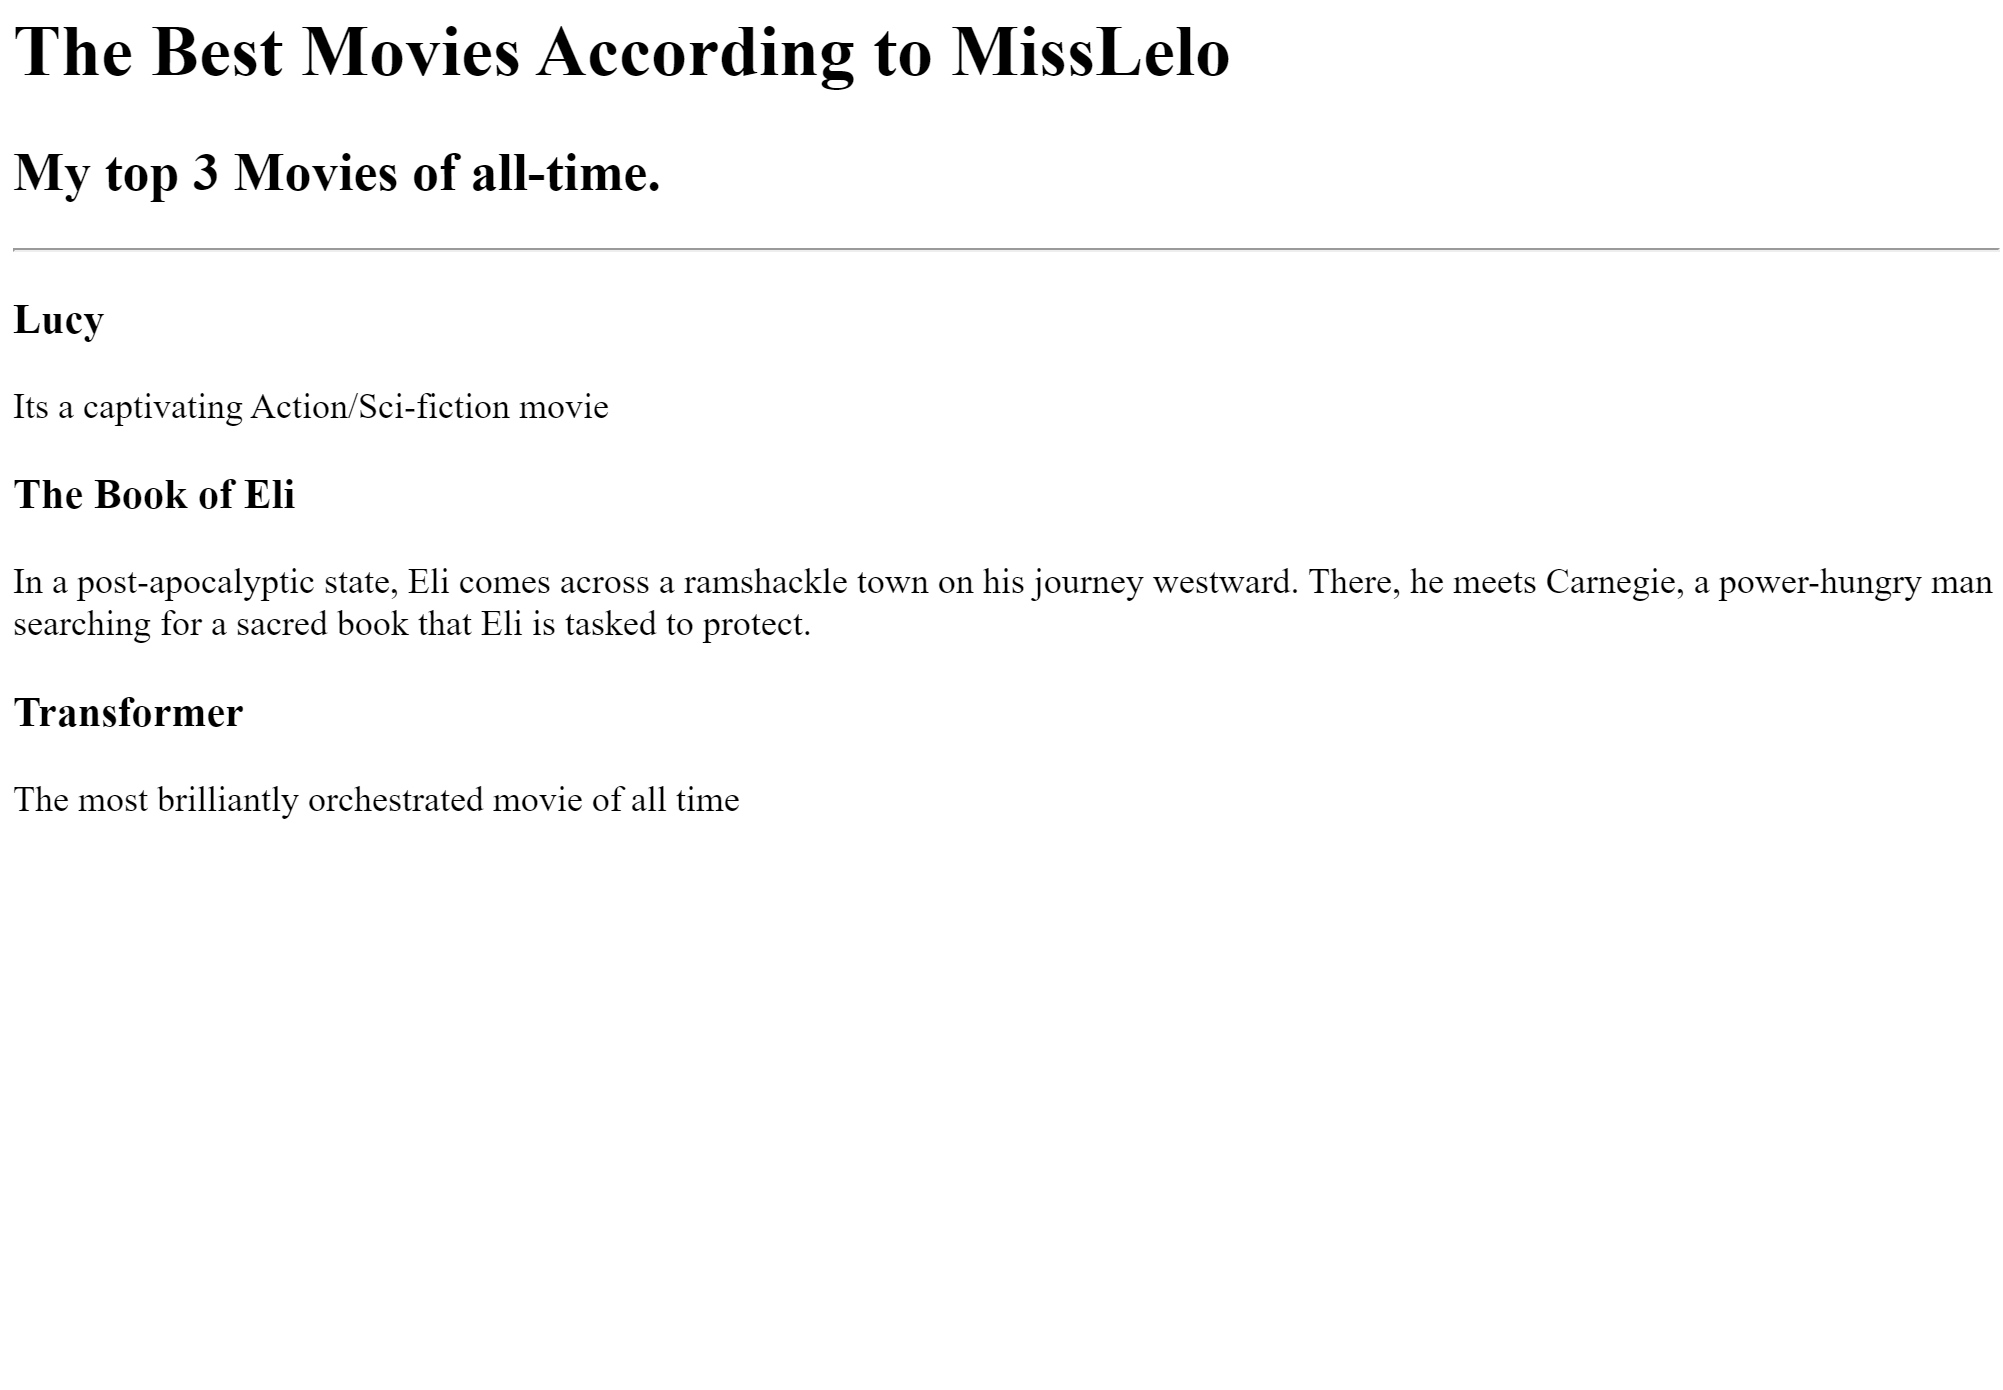 The Best Movies According to MissLelo
My top 3 Movies of all-time.
Lucy
Its a captivating Action/Sci-fiction movie
The Book of Eli
In a post-apocalyptic state, Eli comes across a ramshackle town on his journey westward. There, he meets Carnegie, a power-hungry man
searching for a sacred book that Eli is tasked to protect.
Transformer
The most brilliantly orchestrated movie of all time